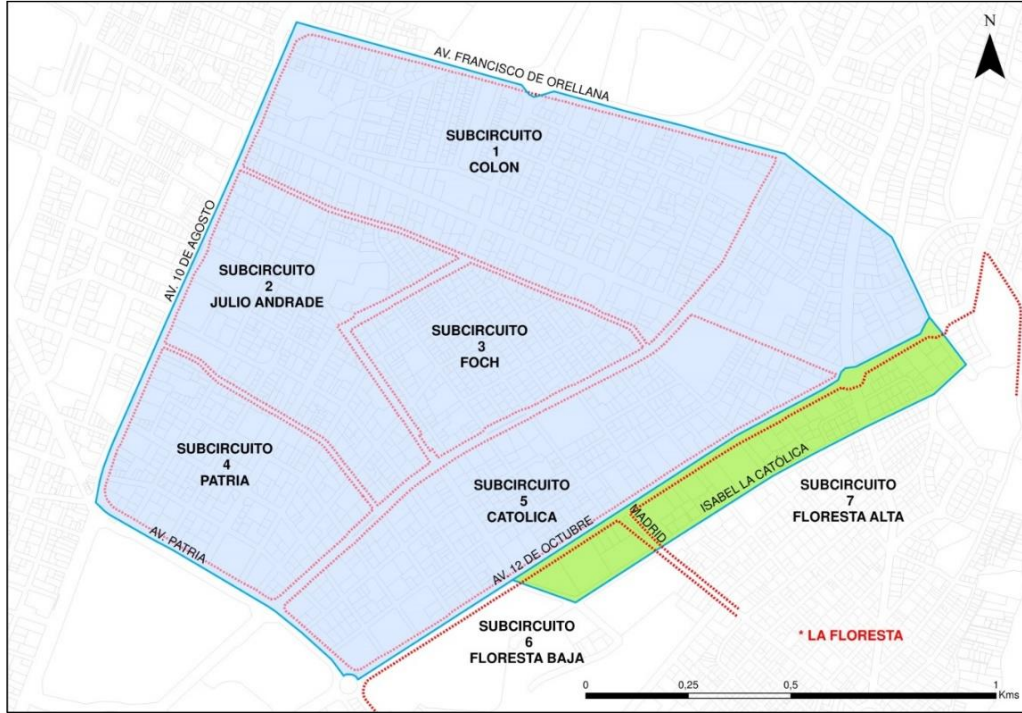 N
AV. FRANCISCO DE ORELLANA
SUBCIRCUITO
1
COLON
AV. 10 DE AGOSTO
SUBCIRCUITO
2
JULIO ANDRADE
SUBCIRCUITO
3
FOCH
SUBCIRCUITO
4
PATRIA
SUBCIRCUITO
5
CATOLICA
ISABEL LA CATÓLICA
SUBCIRCUITO
7
FLORESTA ALTA
MADRID
AV. 12 DE OCTUBRE
AV. PATRIA
SUBCIRCUITO
6
FLORESTA BAJA
* LA FLORESTA
0 0,25 0,5 1
Kms